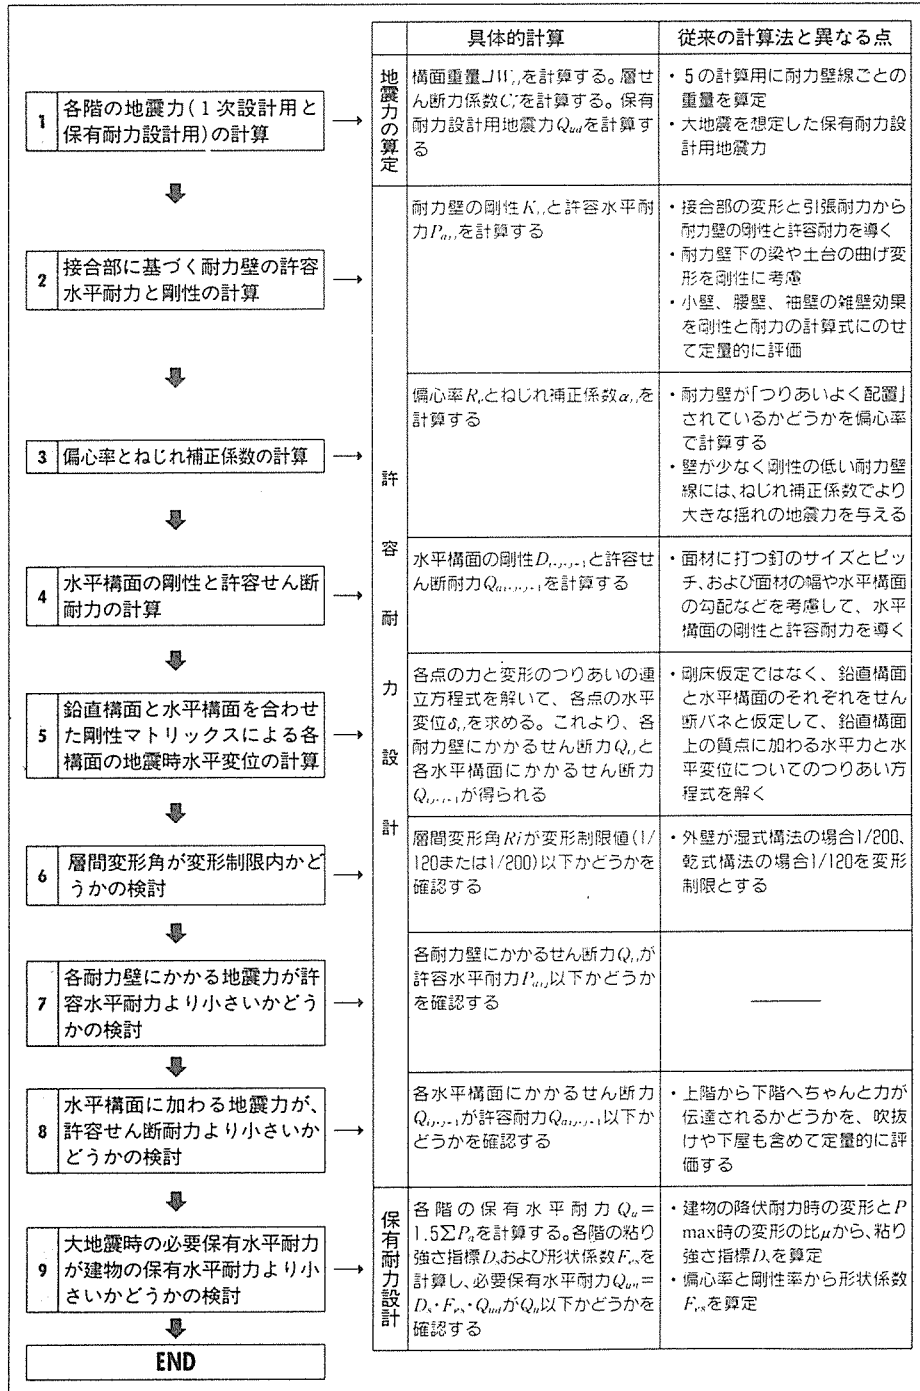 具体的計算
従来の計算法と異なる点
1
各階の地震力(1次設計用と
保有耐力設計用)の計算
地震力の算定
構面重量ΔW を計算する。層せ
ん断力係数C を計算する。保有
耐力設計用地震力Qudを計算す
る
・5の計算用に耐力壁線ごとの
重量を算定
・大地震を想定した保有耐力設
計用地震力
許容耐力設計
2
接合部に基づく耐力壁の許容
水平耐力と剛性の計算
耐力壁の剛性K と許容水平耐
力P を計算する
・接合部の変形と引張耐力から
耐力壁の剛性と許容耐力を導く
・耐力壁下の梁や土台の曲げ変
形を剛性に考慮
・小壁、腰壁、袖壁の雑壁効果
を剛性と耐力の計算式にのせ
て定量的に評価
3
偏心率とねじれ補正係数の計算
偏心率R とねじれ補正係数α を
計算する
・耐力壁が「つりあいよく配置」
されているかどうかを偏心率
で計算する
・壁が少なく剛性の低い耐力壁
線には、ねじれ補正係数でより
大きな揺れの地震力を与える
4
水平構面の剛性と許容せん断
耐力の計算
水平構面の剛性D と許容せ
ん断耐力Q を計算する
・面材に打つ釘のサイズとピッ
チ、および面材の幅や水平構面
の勾配などを考慮して、水平
構面の剛性と許容耐力を導く
5
鉛直構面と水平構面を合わせ
た剛性マトリックスによる各
構面の地震時水平変位の計算
各点の力と変形のつりあいの連
立方程式を解いて、各点の水平
変位δ を求める。これより、各
耐力壁にかかるせん断力Q と
各水平構面にかかるせん断力
Q が得られる
・剛床仮定ではなく、鉛直構面
と水平構面のそれぞれをせん
断バネと仮定して、鉛直構面
上の質点に加わる水平力と水
平変位についてのつりあい方
程式を解く
6
層間変形角が変形制限内かど
うかの検討
層間変形角Riが変形制限値(1/
120または1/200)以下かどうかを
確認する
・外壁が湿式構法の場合1/200、
乾式構法の場合1/120を変形
制限とする
7
各耐力壁にかかる地震力が許
容水平耐力より小さいかどう
かの検討
各耐力壁にかかるせん断力Q が
許容水平耐力P 以下かどうか
を確認する
8
水平構面に加わる地震力が、
許容せん断耐力より小さいか
どうかの検討
各水平構面にかかるせん断力
Q が許容耐力Q 以下か
どうかを確認する
・上階から下階へちゃんと力が
伝達されるかどうかを、吹抜
けや下屋も含めて定量的に評
価する
9
大地震時の必要保有水平耐力
が建物の保有水平耐力より小
さいかどうかの検討
保有耐力設計
各階の保有水平耐力Qu=
1.5ΣPaを計算する。各階の粘り
強さ指標Dsおよび形状係数Fesを
計算し、必要保有水平耐力Qun=
Ds・Fes・QudがQu以下かどうかを
確認する
・建物の降伏耐力時の変形とP
max時の変形の比μから、粘り
強さ指標Dsを算定
・偏心率と剛性率から形状係数
Fesを算定
END